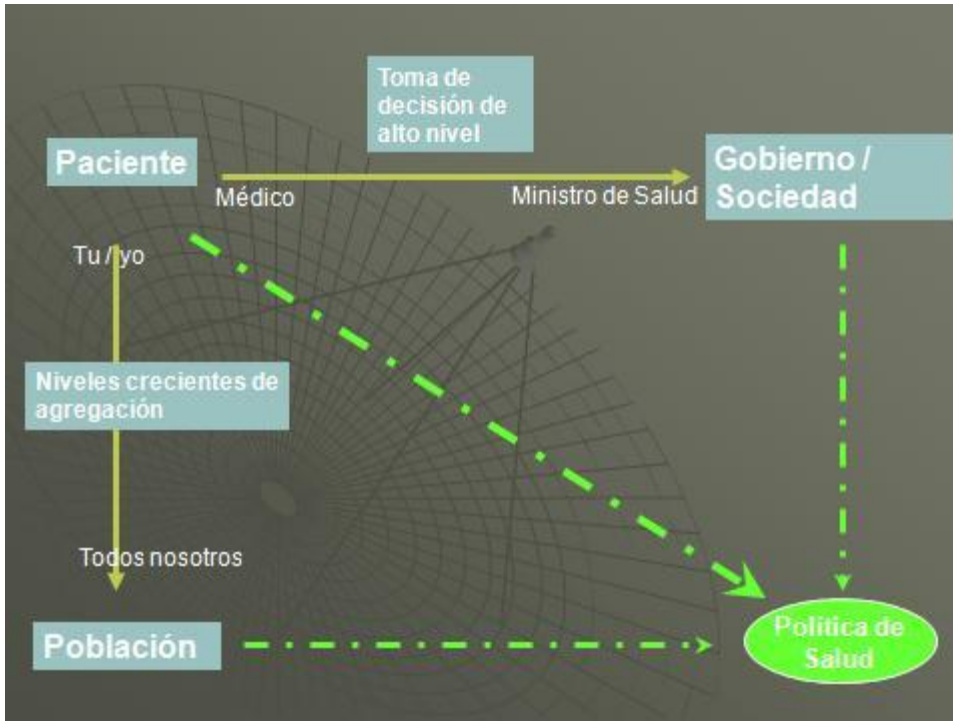 Toma de
decisión de
alto nivel
Paciente
Gobierno /
Sociedad
Médico
Ministro de Salud
Tu / yo
Niveles crecientes de
agregación
Todos nosotros
Población
Política de
Salud